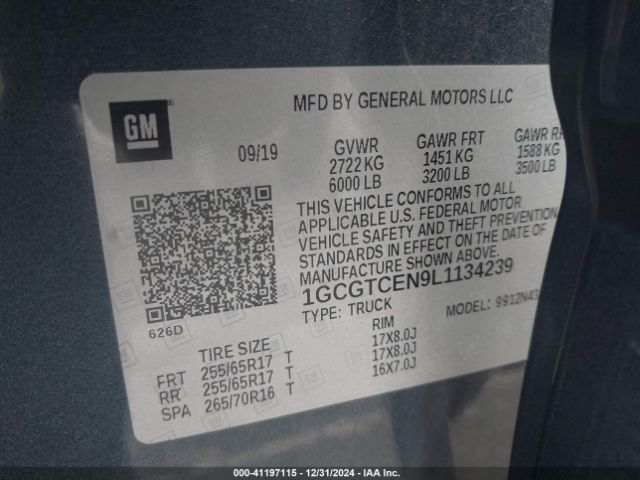 GM®
MFD BY GENERAL MOTORS LLC
09/19 GVWR GAWR FRT GAWR
2722 KG 1451 KG 1588 KG
6000 LB 3200 LB 3500 LB
THIS VEHICLE CONFORMS TO ALL
APPLICABLE U.S. FEDERAL MOTOR
VEHICLE SAFETY AND THEFT PREVENTION
STANDARDS IN EFFECT ON THE DATE OF
MANUFACTURE SHOWN ABOVE.
1GCGTCEN9L1134239
TYPE: TRUCK MODEL: 9912N43
626D
TIRE SIZE RIM
FRT 255/65R17 T 17X8.0J
RR 255/65R17 T 17X8.0J
SPA 265/70R16 T 16X7.0J
000-41197115 - 12/31/2024 - IAA Inc.